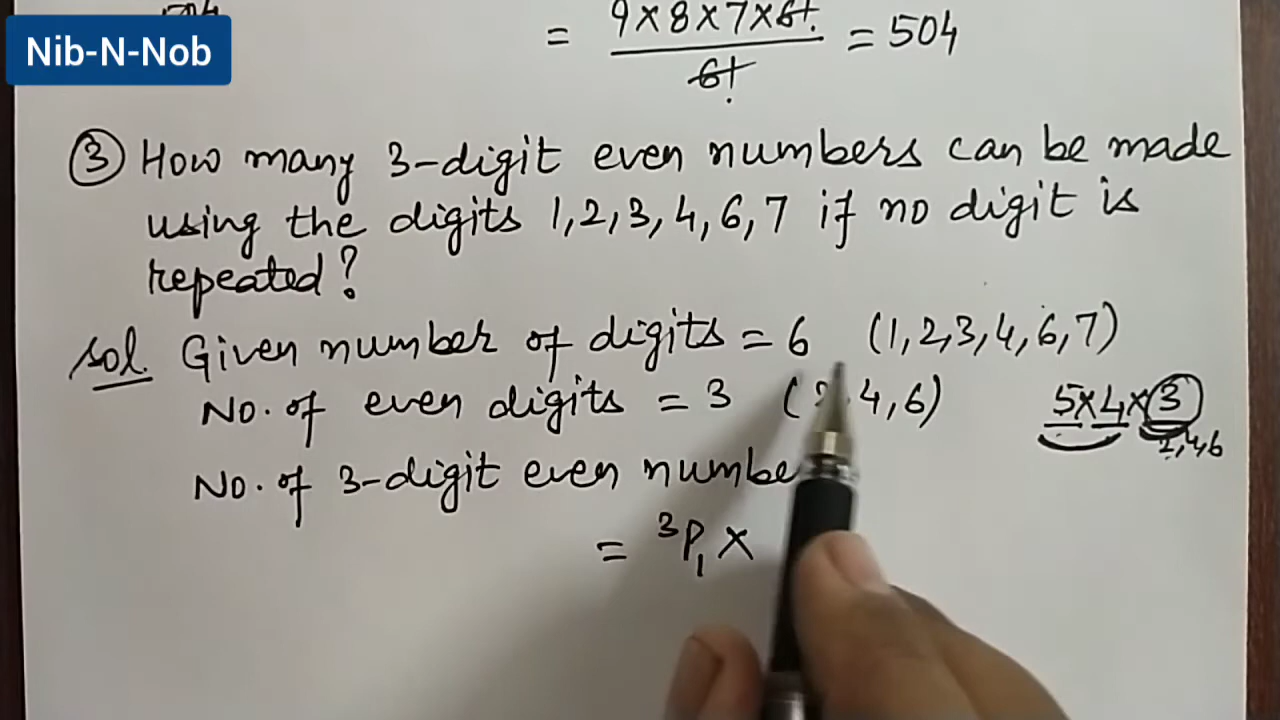 Nib-N-Nob
504
= 9×8×7×6! / 6! = 504
③ How many 3-digit even numbers can be made
using the digits 1,2,3,4,6,7 if no digit is
repeated?
Sol. Given number of digits = 6 (1,2,3,4,6,7)
No. of even digits = 3 (2,4,6)
5×4×3
2,4,6
No. of 3-digit even numbe
= ³P₁ ×